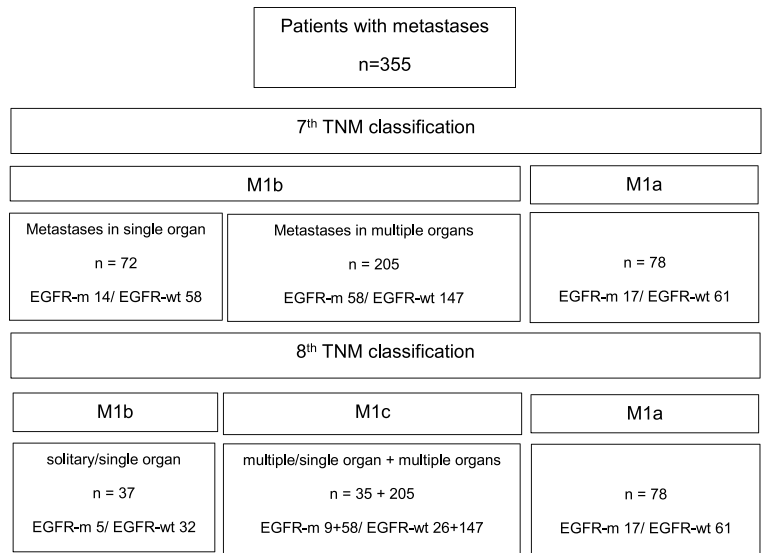 Patients with metastases
n=355
7th TNM classification
M1b
M1a
Metastases in single organ
n = 72
EGFR-m 14/ EGFR-wt 58
Metastases in multiple organs
n = 205
EGFR-m 58/ EGFR-wt 147
n = 78
EGFR-m 17/ EGFR-wt 61
8th TNM classification
M1b
M1c
M1a
solitary/single organ
n = 37
EGFR-m 5/ EGFR-wt 32
multiple/single organ + multiple organs
n = 35 + 205
EGFR-m 9+58/ EGFR-wt 26+147
n = 78
EGFR-m 17/ EGFR-wt 61